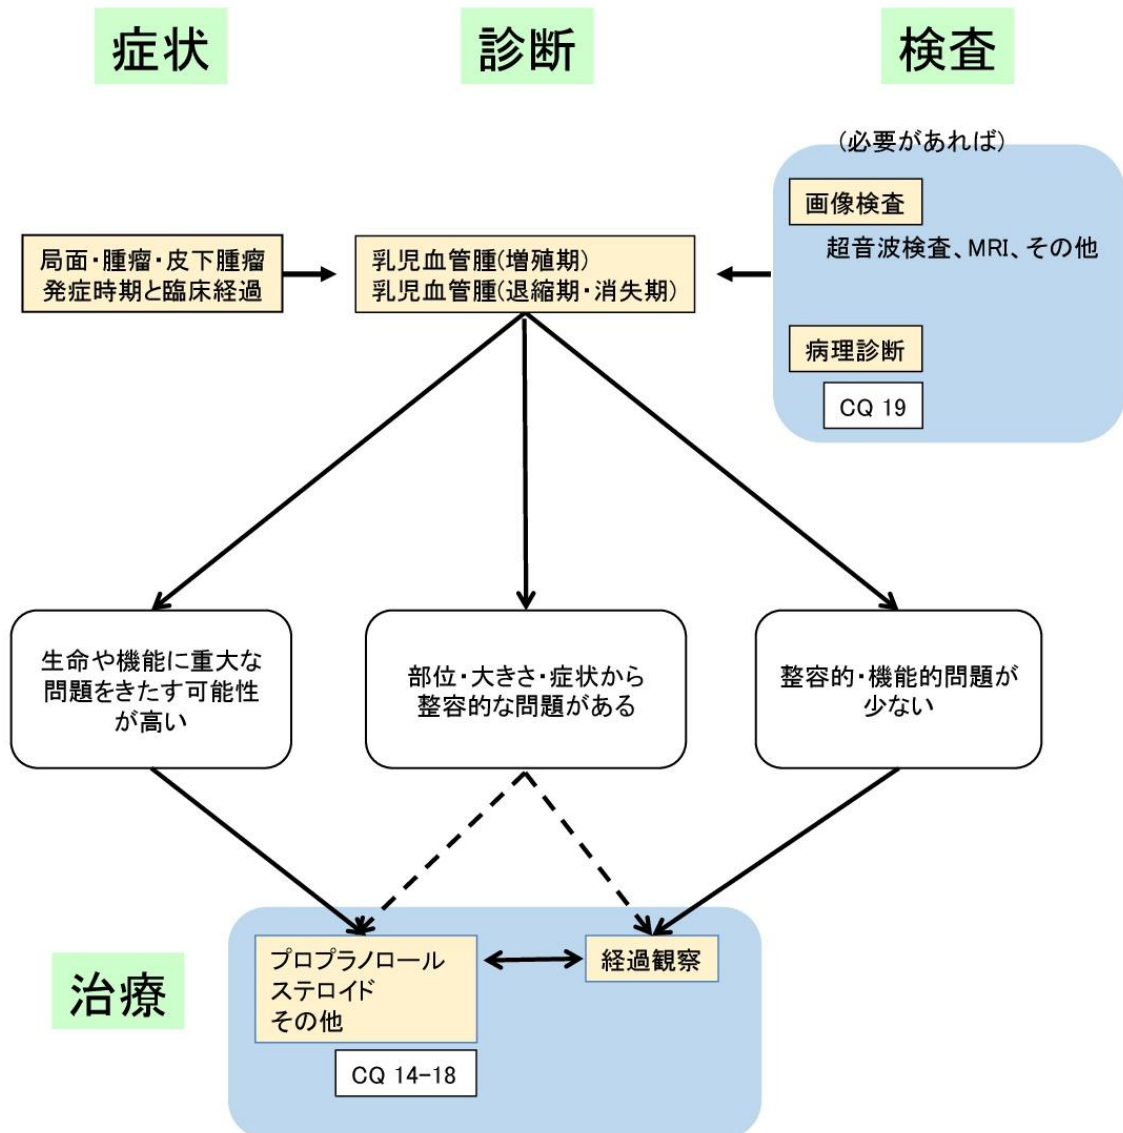 症状
診断
検査
(必要があれば)
画像検査
超音波検査、MRI、その他
局面・腫瘤・皮下腫瘤
発症時期と臨床経過
乳児血管腫(増殖期)
乳児血管腫(退縮期・消失期)
病理診断
CQ 19
生命や機能に重大な
問題をきたす可能性
が高い
部位・大きさ・症状から
整容的な問題がある
整容的・機能的問題が
少ない
治療
プロプラノロール
ステロイド
その他
経過観察
CQ 14-18